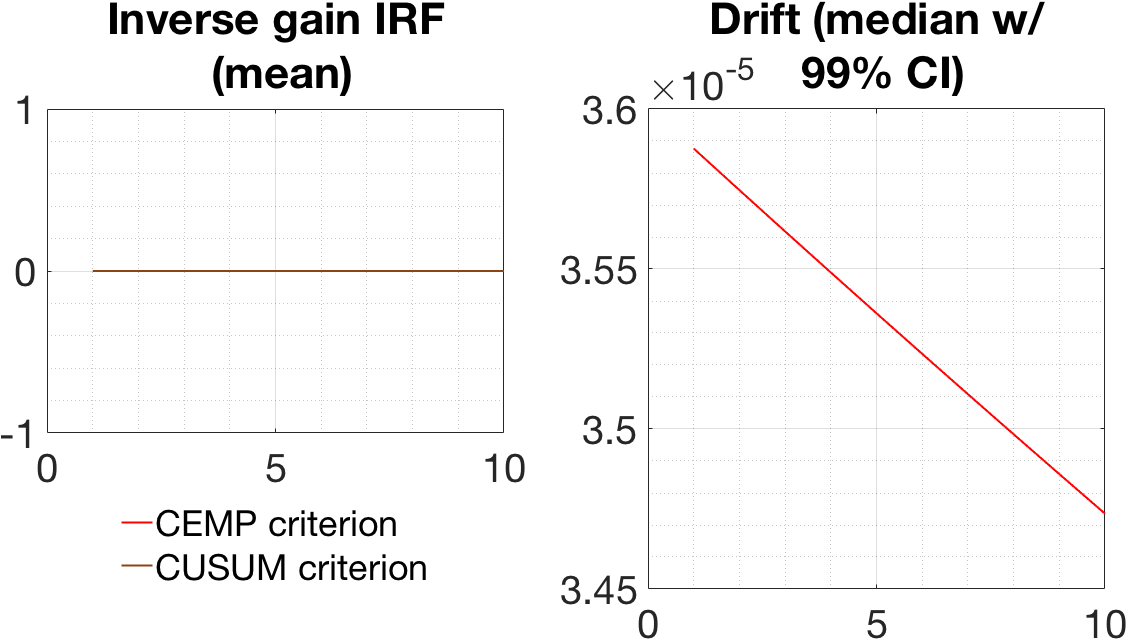 Inverse gain IRF
(mean)
1
0
-1
0 5 10
CEMP criterion
CUSUM criterion
Drift (median w/
99% CI)
×10-5
3.6
3.55
3.5
3.45
0 5 10